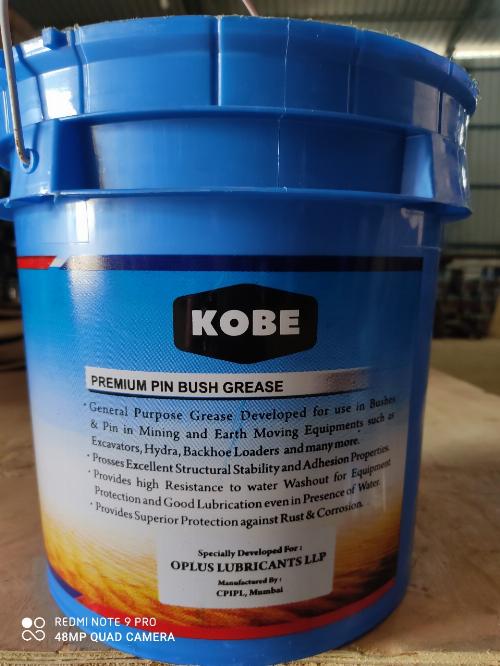 KOBE
PREMIUM PIN BUSH GREASE
· General Purpose Grease Developed for use in Bushes
& Pin in Mining and Earth Moving Equipments such as
Excavators, Hydra, Backhoe Loaders and many more.
· Prosses Excellent Structural Stability and Adhesion Properties.
· Provides high Resistance to water Washout for Equipment
Protection and Good Lubrication even in Presence of Water.
· Provides Superior Protection against Rust & Corrosion.
Specially Developed For :
OPLUS LUBRICANTS LLP
Manufactured By :
CPIPL, Mumbai
REDMI NOTE 9 PRO
48MP QUAD CAMERA